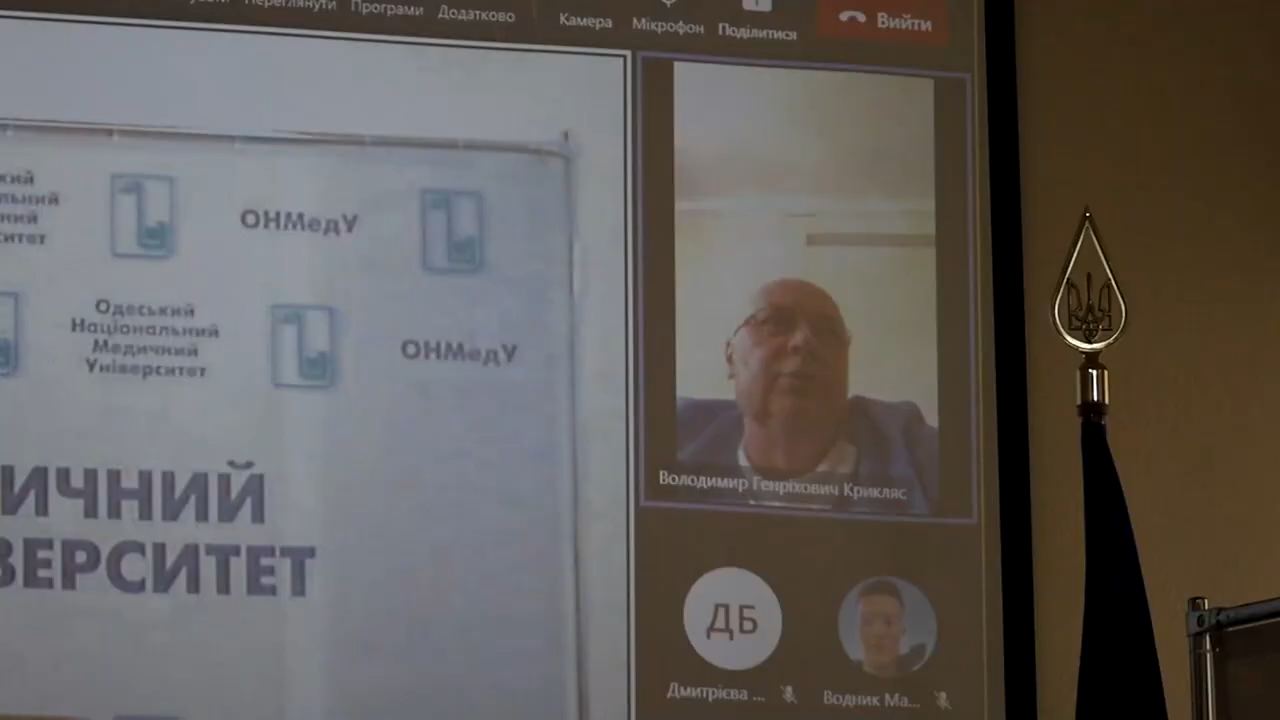 Переглянути
Програми
Додатково
Камера
Мікрофон
Поділитися
Вийти
ОНМедУ
Одеський
Національний
Медичний
Університет
ОНМедУ
ИЧНИЙ
ВЕРСИТЕТ
Володимир Генріхович Крикляс
ДБ
Дмитрієва ...
Водник Ма...